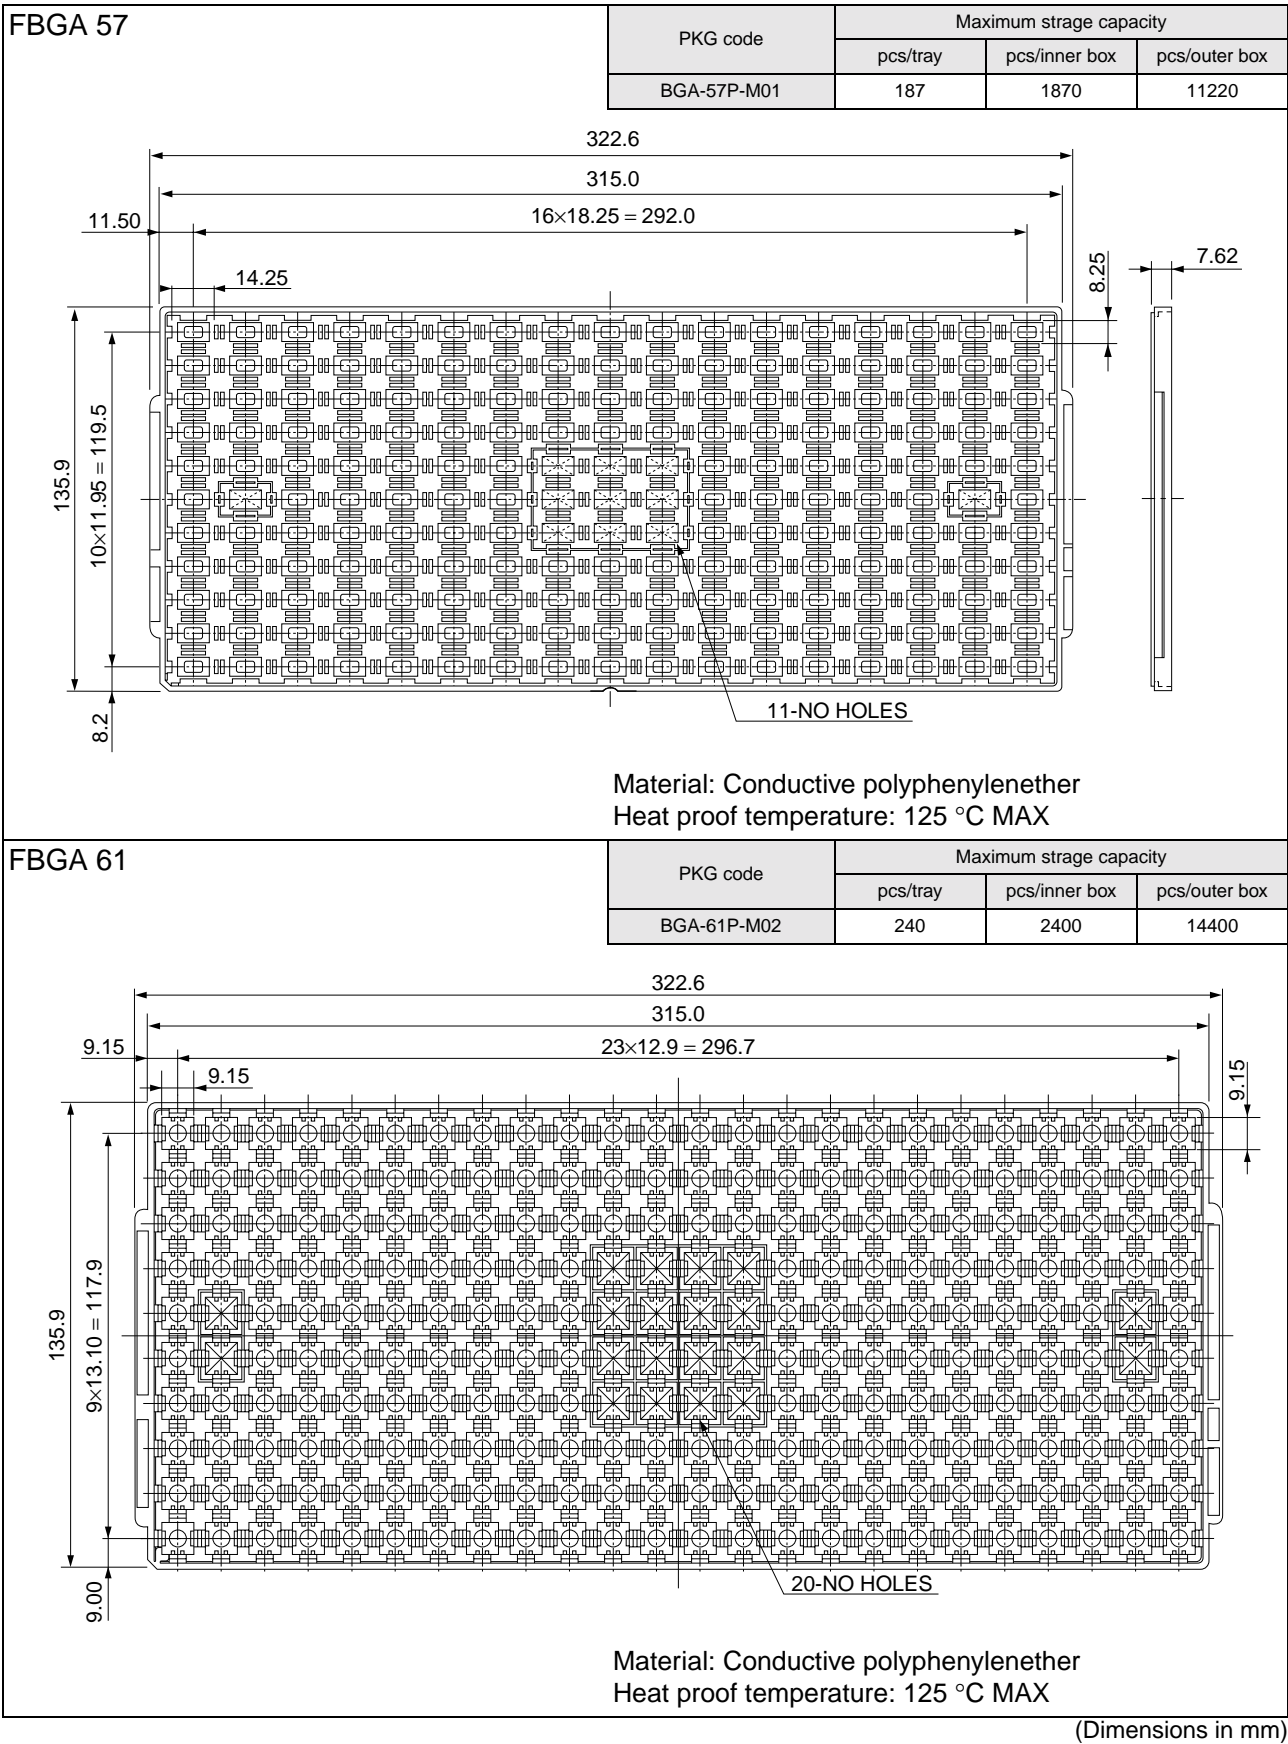 FBGA 57
PKG code
Maximum strage capacity
pcs/tray pcs/inner box pcs/outer box
BGA-57P-M01 187 1870 11220
322.6
315.0
16×18.25 = 292.0
11.50
14.25
8.25
7.62
135.9
10×11.95 = 119.5
8.2
11-NO HOLES
Material: Conductive polyphenylenether
Heat proof temperature: 125 °C MAX
FBGA 61
PKG code
Maximum strage capacity
pcs/tray pcs/inner box pcs/outer box
BGA-61P-M02 240 2400 14400
322.6
315.0
23×12.9 = 296.7
9.15
9.15
9.15
135.9
9×13.10 = 117.9
9.00
20-NO HOLES
Material: Conductive polyphenylenether
Heat proof temperature: 125 °C MAX
(Dimensions in mm)